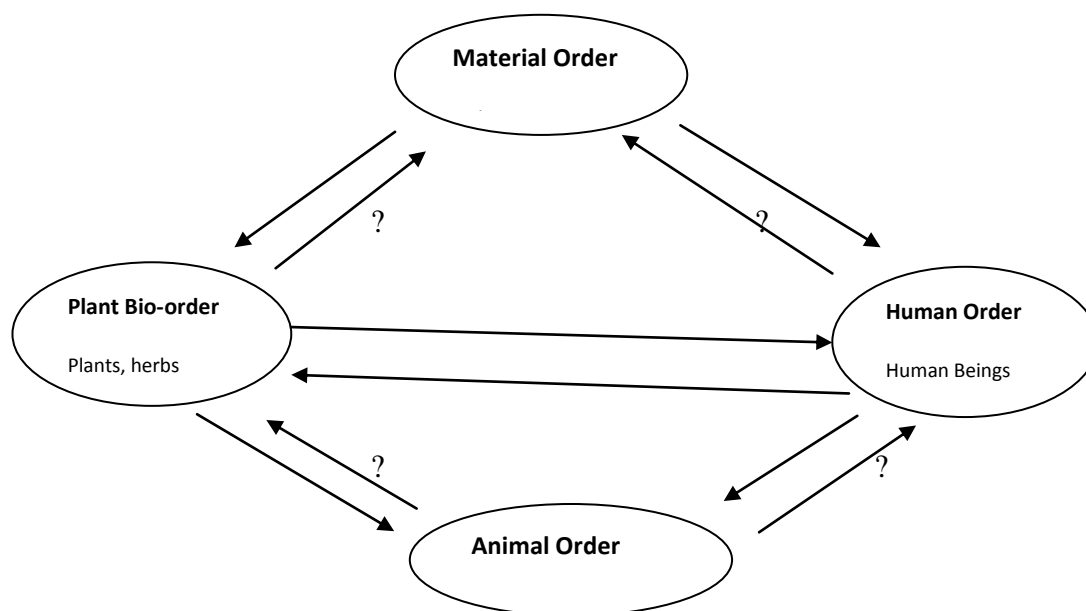 Material Order
?
?
Plant Bio-order
Plants, herbs
Human Order
Human Beings
?
?
Animal Order